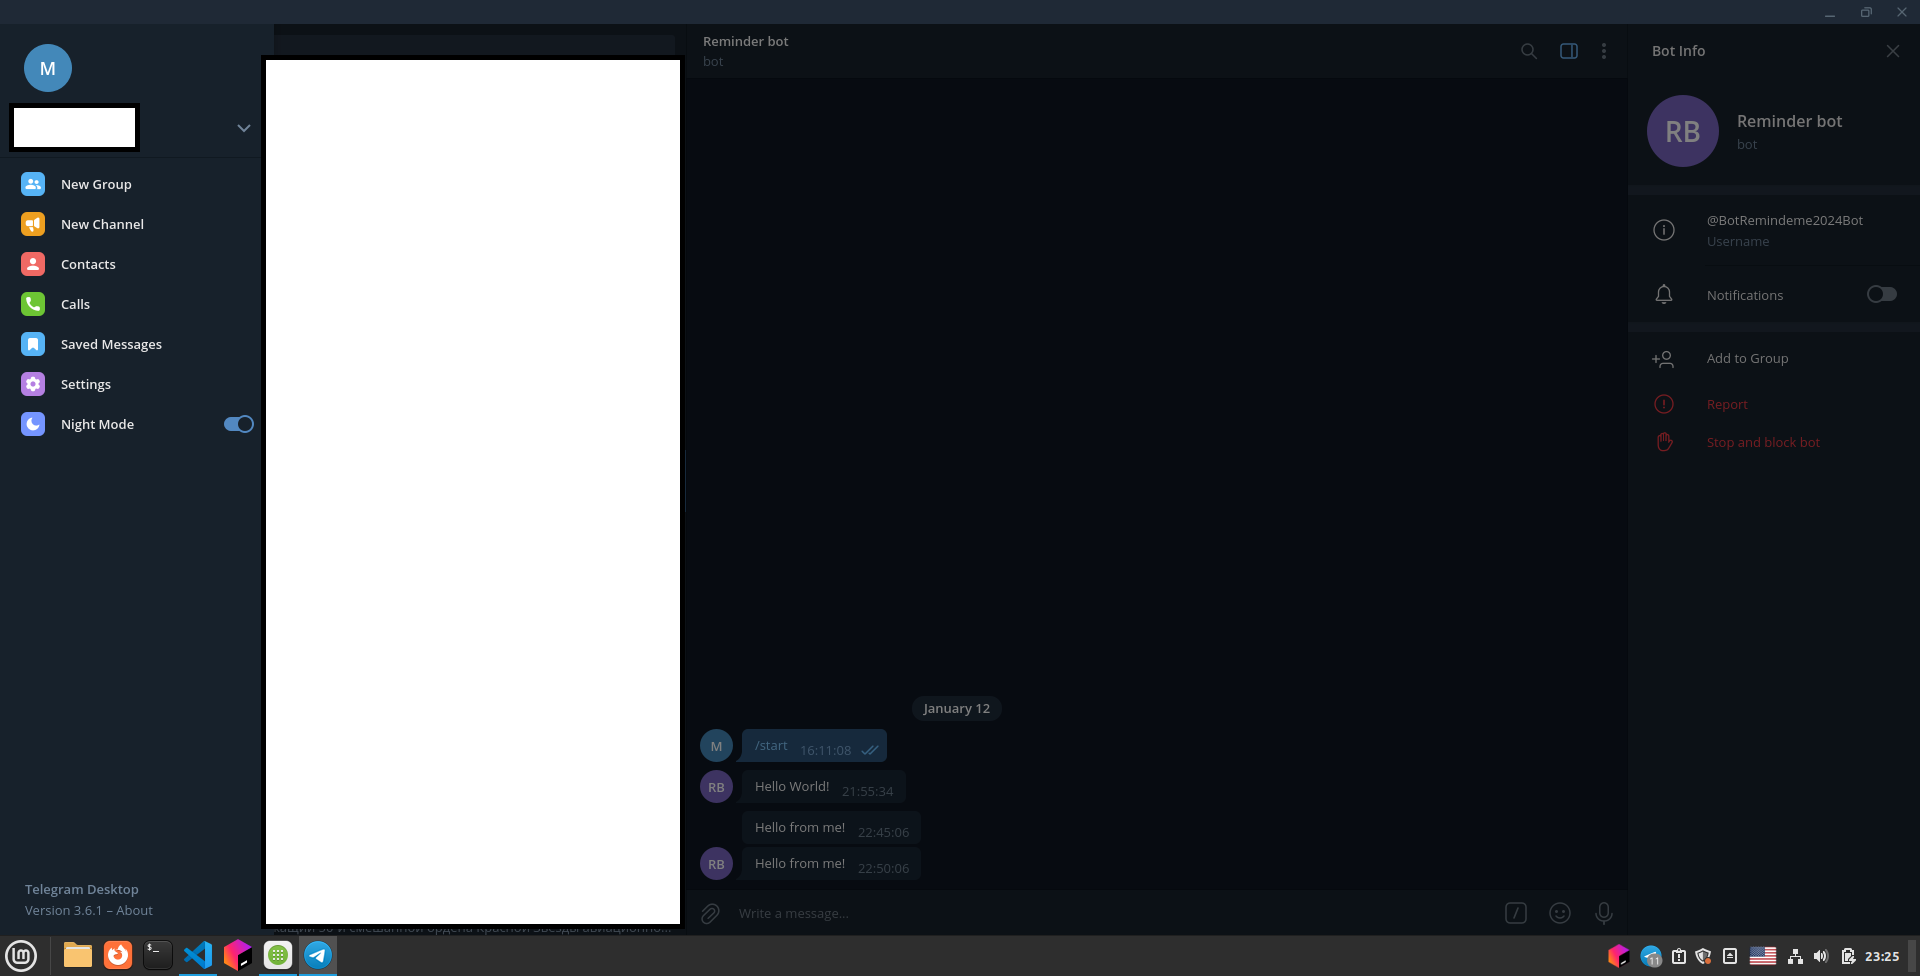 M
New Group
New Channel
Contacts
Calls
Saved Messages
Settings
Night Mode
Telegram Desktop
Version 3.6.1 – About
Reminder bot
bot
January 12
M
/start 16:11:08
RB
Hello World! 21:55:34
Hello from me! 22:45:06
RB
Hello from me! 22:50:06
Write a message...
Bot Info
RB
Reminder bot
bot
@BotRemindeme2024Bot
Username
Notifications
Add to Group
Report
Stop and block bot
$_
11
23:25